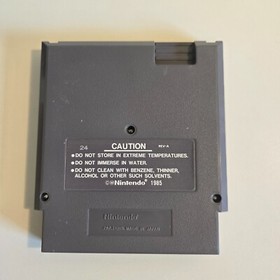 24 CAUTION REV-A
•DO NOT STORE IN EXTREME TEMPERATURES.
•DO NOT IMMERSE IN WATER.
•DO NOT CLEAN WITH BENZENE, THINNER,
ALCOHOL OR OTHER SUCH SOLVENTS.
©®Nintendo® 1985
Nintendo